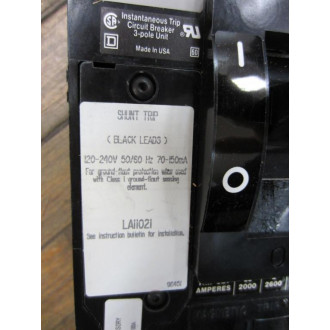 Instantaneous Trip
Circuit Breaker
3-pole Unit
Made in USA
SHUNT TRIP
( BLACK LEADS )
120-240V 50/60 Hz 70-150mA
For ground-fault protection when used
with Class 1 ground-fault sensing
element.
LA11021
See instruction bulletin for installation.
I
O
AMPERES 2000 2600